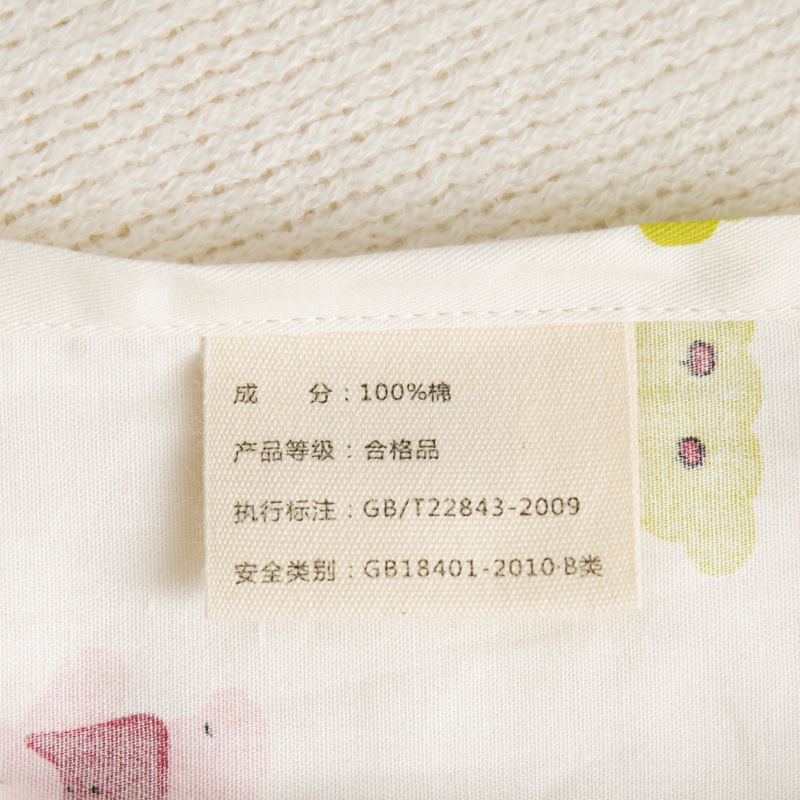 成 分：100%棉
产品等级：合格品
执行标注：GB/T22843-2009
安全类别：GB18401-2010·B类